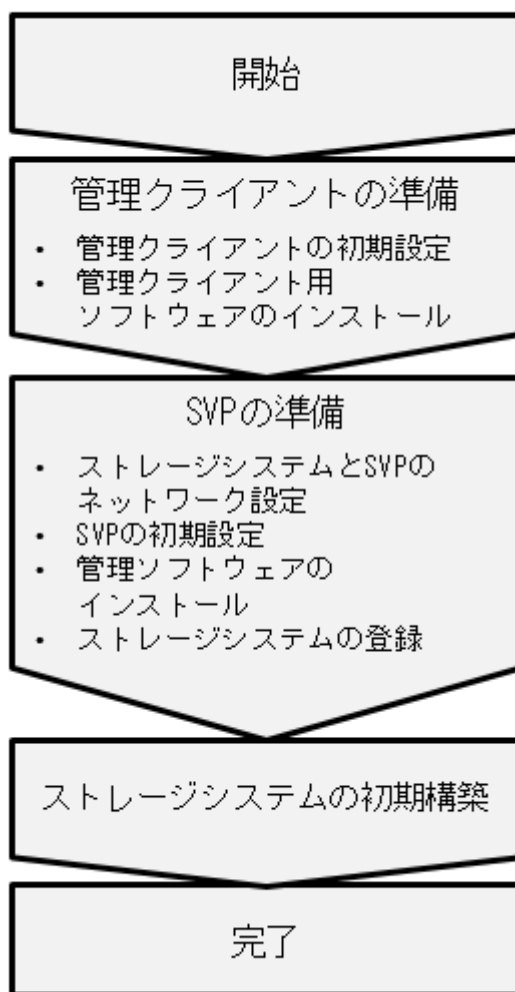 開始
管理クライアントの準備
・ 管理クライアントの初期設定
・ 管理クライアント用
ソフトウェアのインストール
SVPの準備
・ ストレージシステムとSVPの
ネットワーク設定
・ SVPの初期設定
・ 管理ソフトウェアの
インストール
・ ストレージシステムの登録
ストレージシステムの初期構築
完了